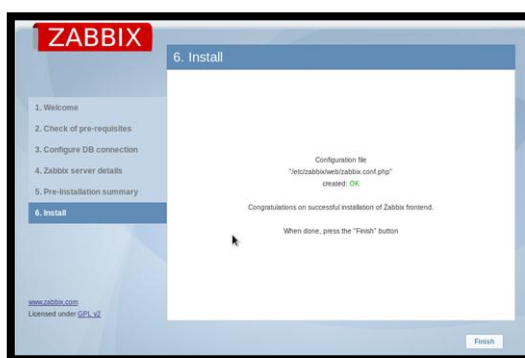 ZABBIX
6. Install
1. Welcome
2. Check of pre-requisites
3. Configure DB connection
4. Zabbix server details
5. Pre-Installation summary
6. Install
Configuration file
"/etc/zabbix/web/zabbix.conf.php"
created: OK
Congratulations on successful installation of Zabbix frontend.
When done, press the "Finish" button
www.zabbix.com
Licensed under GPL v2
Finish